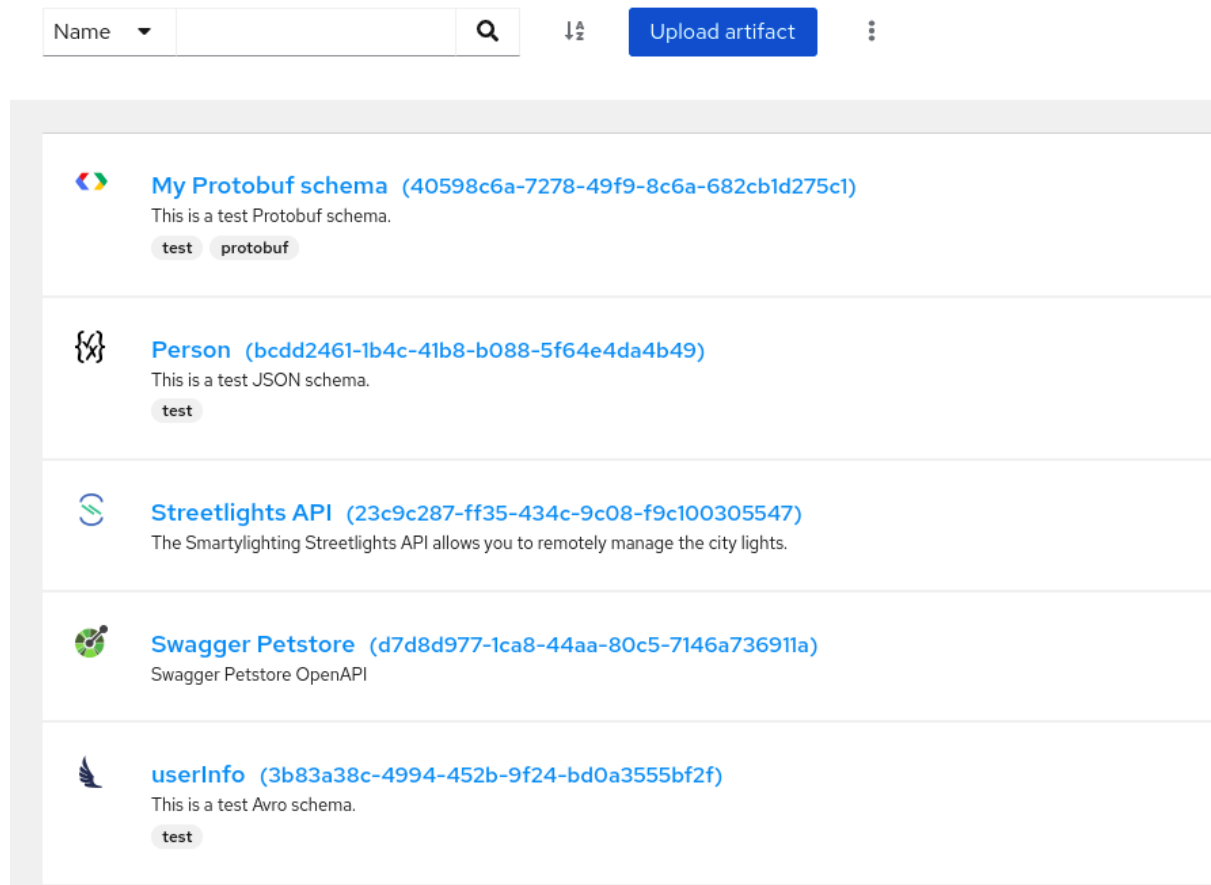 Name
Upload artifact
My Protobuf schema (40598c6a-7278-49f9-8c6a-682cb1d275c1)
This is a test Protobuf schema.
test protobuf
Person (bcdd2461-1b4c-41b8-b088-5f64e4da4b49)
This is a test JSON schema.
test
Streetlights API (23c9c287-ff35-434c-9c08-f9c100305547)
The Smartylighting Streetlights API allows you to remotely manage the city lights.
Swagger Petstore (d7d8d977-1ca8-44aa-80c5-7146a736911a)
Swagger Petstore OpenAPI
userInfo (3b83a38c-4994-452b-9f24-bd0a3555bf2f)
This is a test Avro schema.
test